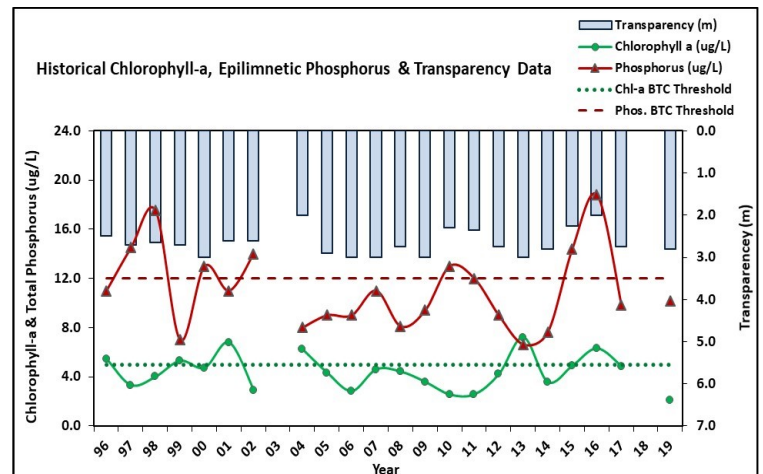 Transparency (m)
Chlorophyll a (ug/L)
Phosphorus (ug/L)
Chl-a BTC Threshold
Phos. BTC Threshold
Historical Chlorophyll-a, Epilimnetic Phosphorus & Transparency Data
24.0
20.0
16.0
12.0
8.0
4.0
0.0
Chlorophyll-a & Total Phosphorus (ug/L)
0.0
1.0
2.0
3.0
4.0
5.0
6.0
7.0
Transparencey (m)
96 97 98 99 00 01 02 03 04 05 06 07 08 09 10 11 12 13 14 15 16 17 18 19
Year